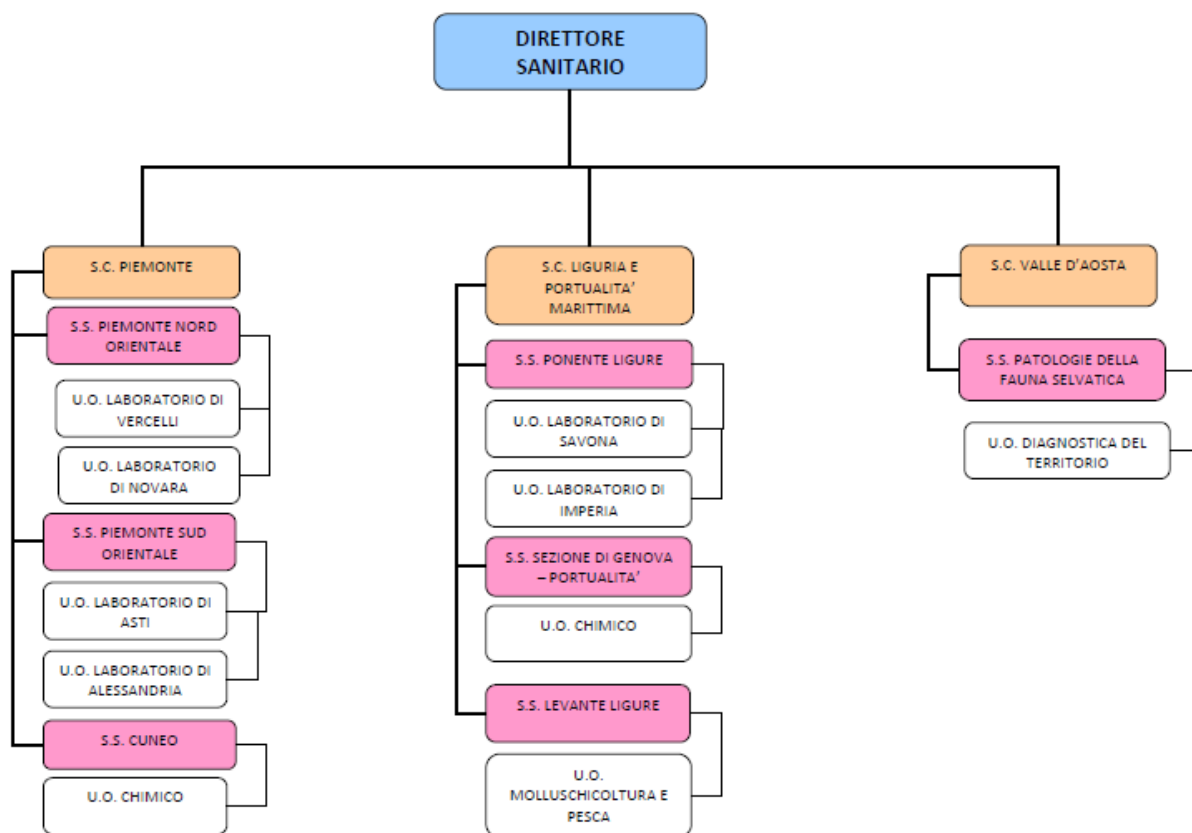 DIRETTORE
SANITARIO
S.C. PIEMONTE
S.S. PIEMONTE NORD
ORIENTALE
U.O. LABORATORIO DI
VERCELLI
U.O. LABORATORIO
DI NOVARA
S.S. PIEMONTE SUD
ORIENTALE
U.O. LABORATORIO DI
ASTI
U.O. LABORATORIO DI
ALESSANDRIA
S.S. CUNEO
U.O. CHIMICO
S.C. LIGURIA E
PORTUALITA'
MARITTIMA
S.S. PONENTE LIGURE
U.O. LABORATORIO DI
SAVONA
U.O. LABORATORIO DI
IMPERIA
S.S. SEZIONE DI GENOVA
– PORTUALITA'
U.O. CHIMICO
S.S. LEVANTE LIGURE
U.O.
MOLLUSCHICOLTURA E
PESCA
S.C. VALLE D'AOSTA
S.S. PATOLOGIE DELLA
FAUNA SELVATICA
U.O. DIAGNOSTICA DEL
TERRITORIO